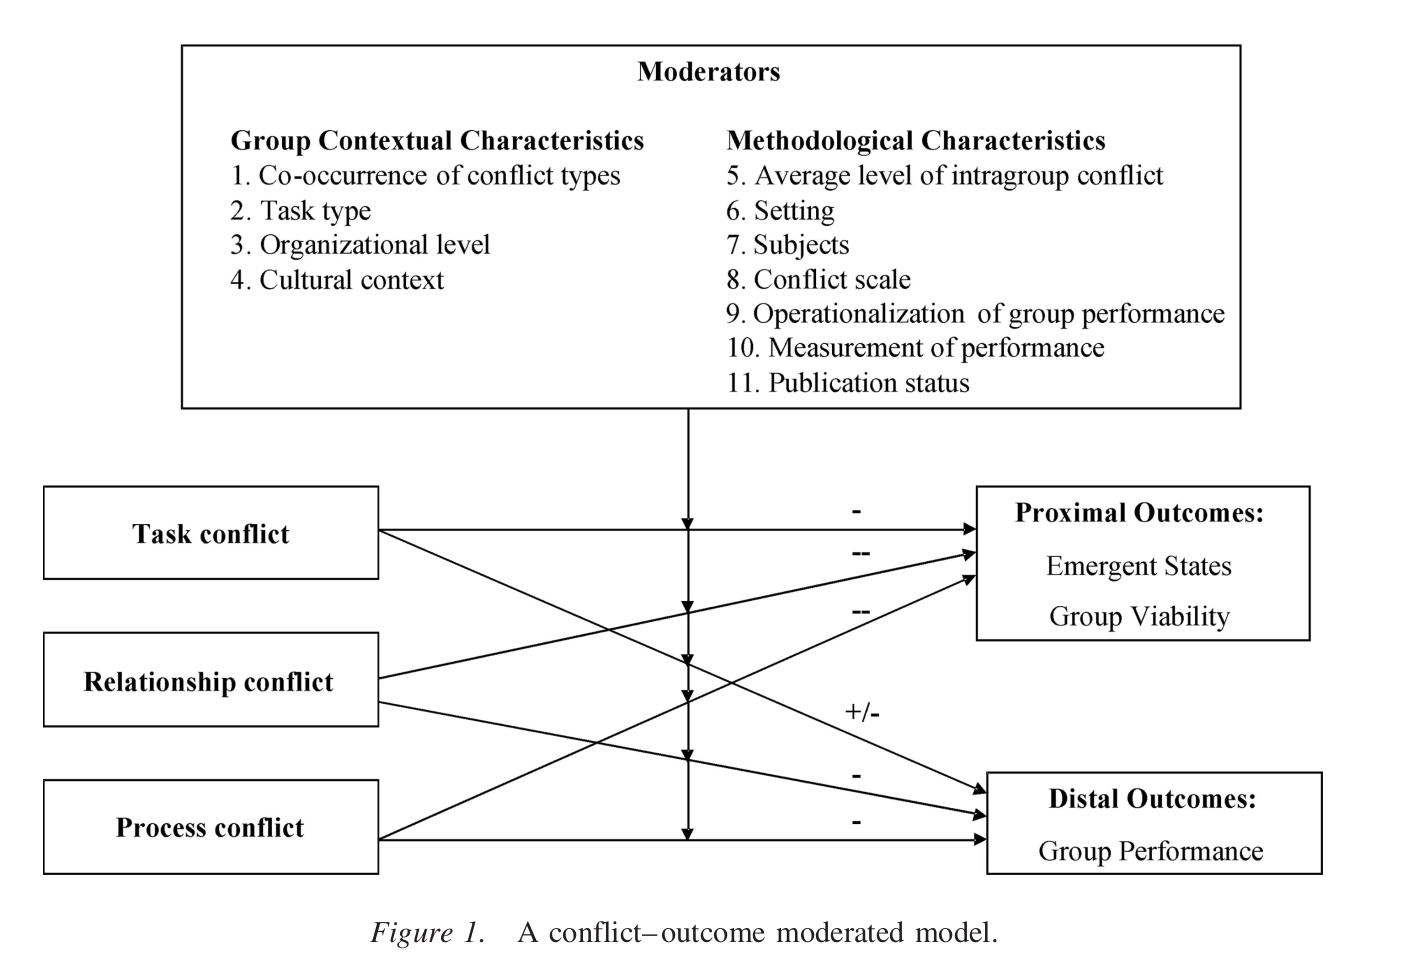 Moderators
Group Contextual Characteristics
1. Co-occurrence of conflict types
2. Task type
3. Organizational level
4. Cultural context
Methodological Characteristics
5. Average level of intragroup conflict
6. Setting
7. Subjects
8. Conflict scale
9. Operationalization of group performance
10. Measurement of performance
11. Publication status
Task conflict
Relationship conflict
Process conflict
-
--
--
+/-
-
-
Proximal Outcomes:
Emergent States
Group Viability
Distal Outcomes:
Group Performance
Figure 1. A conflict–outcome moderated model.